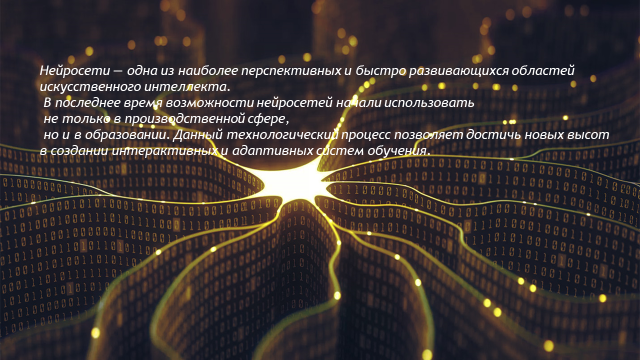 Нейросети — одна из наиболее перспективных и быстро развивающихся областей
искусственного интеллекта.
В последнее время возможности нейросетей начали использовать
не только в производственной сфере,
но и в образовании. Данный технологический процесс позволяет достичь новых высот
в создании интерактивных и адаптивных систем обучения.